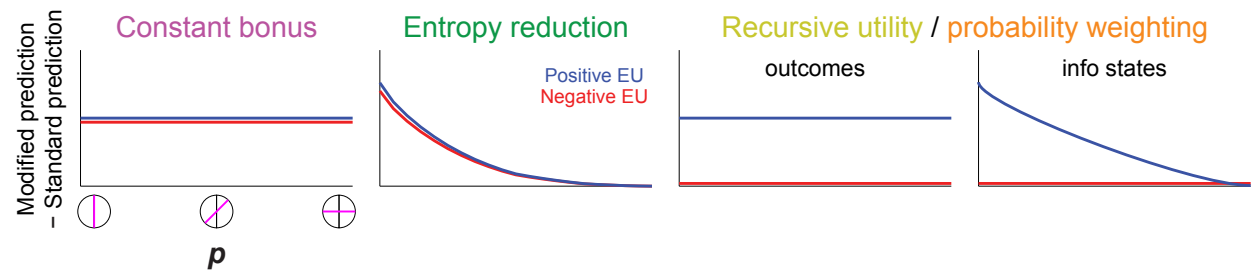 Constant bonus
Entropy reduction
Recursive utility / probability weighting
Modified prediction
– Standard prediction
Positive EU
Negative EU
outcomes
info states
p